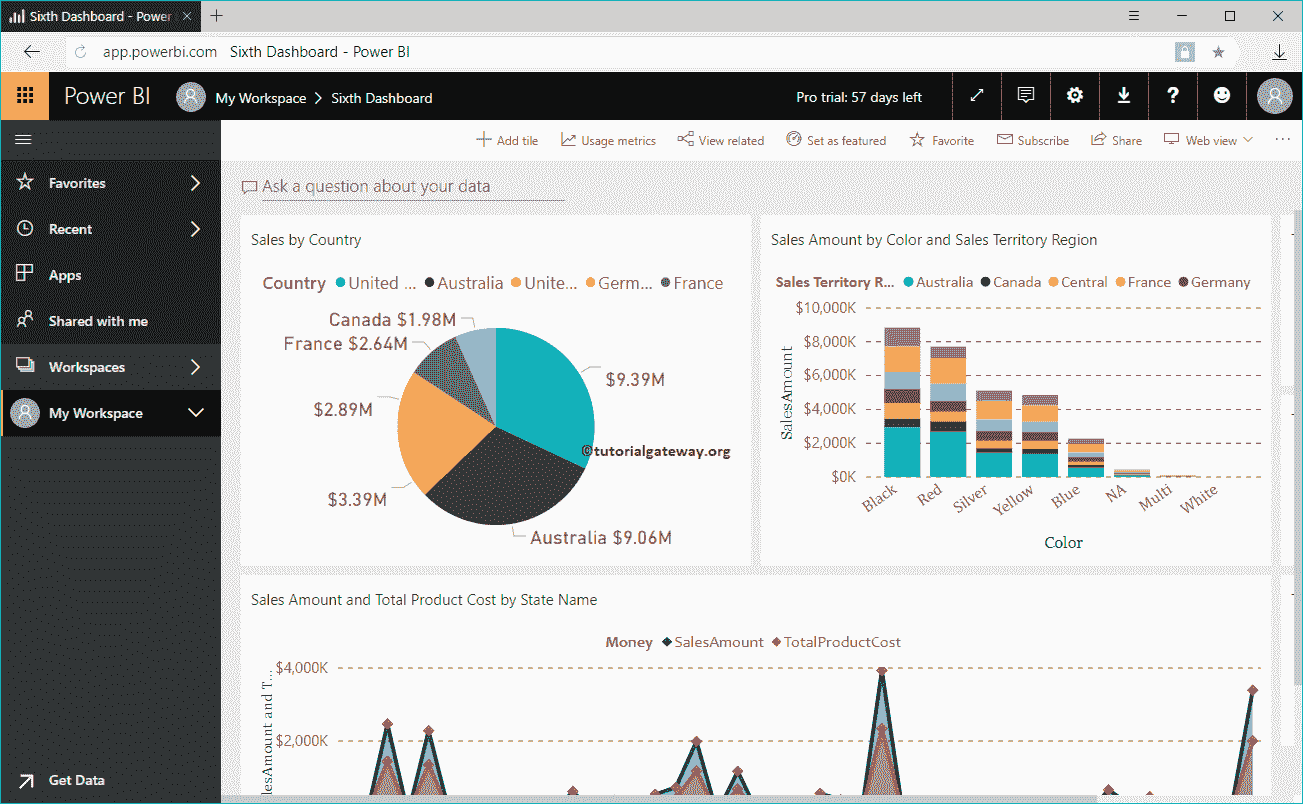 Sixth Dashboard - Power
app.powerbi.com Sixth Dashboard - Power BI
Power BI My Workspace > Sixth Dashboard Pro trial: 57 days left
Add tile Usage metrics View related Set as featured Favorite Subscribe Share Web view ...
Favorites
Recent
Apps
Shared with me
Workspaces
My Workspace
Get Data
Ask a question about your data
Sales by Country
Country United ... Australia Unite... Germ... France
Canada $1.98M
France $2.64M
$9.39M
$2.89M
©tutorialgateway.org
$3.39M
Australia $9.06M
Sales Amount by Color and Sales Territory Region
Sales Territory R... Australia Canada Central France Germany
$10,000K
$8,000K
$6,000K
$4,000K
$2,000K
$0K
SalesAmount
Black Red Silver Yellow Blue NA Multi White
Color
Sales Amount and Total Product Cost by State Name
Money SalesAmount TotalProductCost
$4,000K
$2,000K
alesAmount and T...